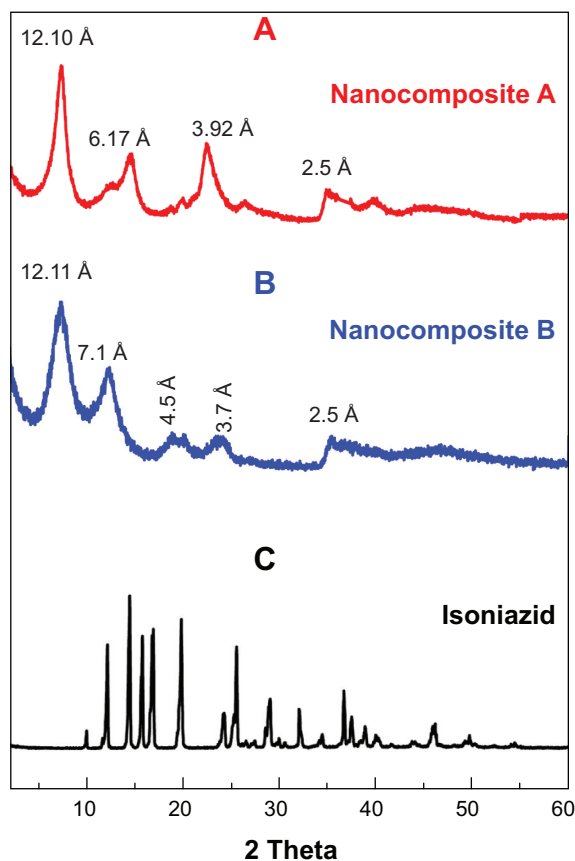 A
12.10 Å
Nanocomposite A
6.17 Å
3.92 Å
2.5 Å
B
12.11 Å
Nanocomposite B
7.1 Å
4.5 Å
3.7 Å
2.5 Å
C
Isoniazid
10 20 30 40 50 60
2 Theta